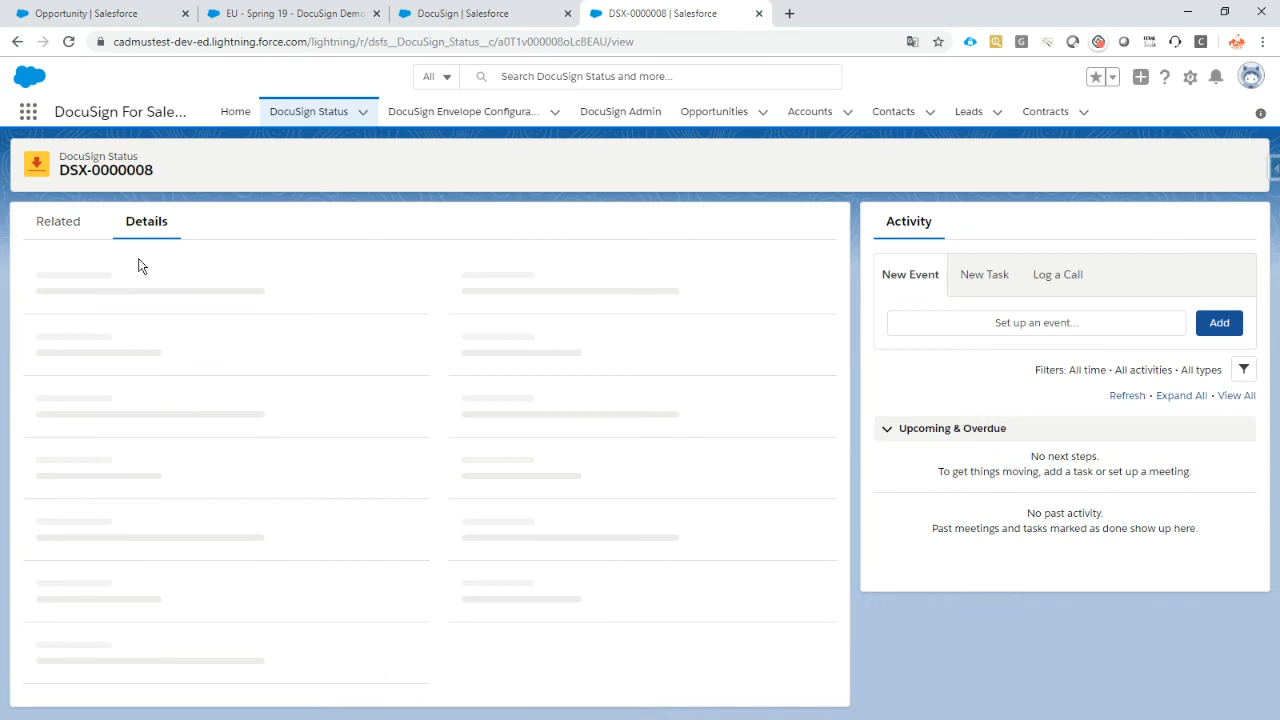 Opportunity | Salesforce
EU - Spring 19 - DocuSign Demo
DocuSign | Salesforce
DSX-0000008 | Salesforce
cadmustest-dev-ed.lightning.force.com/lightning/r/dsfs__DocuSign_Status__c/a0T1v000008oLcBEAU/view
All
Search DocuSign Status and more...
DocuSign For Sale...
Home
DocuSign Status
DocuSign Envelope Configura...
DocuSign Admin
Opportunities
Accounts
Contacts
Leads
Contracts
DocuSign Status
DSX-0000008
Related
Details
Activity
New Event
New Task
Log a Call
Set up an event...
Add
Filters: All time • All activities • All types
Refresh • Expand All • View All
Upcoming & Overdue
No next steps.
To get things moving, add a task or set up a meeting.
No past activity.
Past meetings and tasks marked as done show up here.